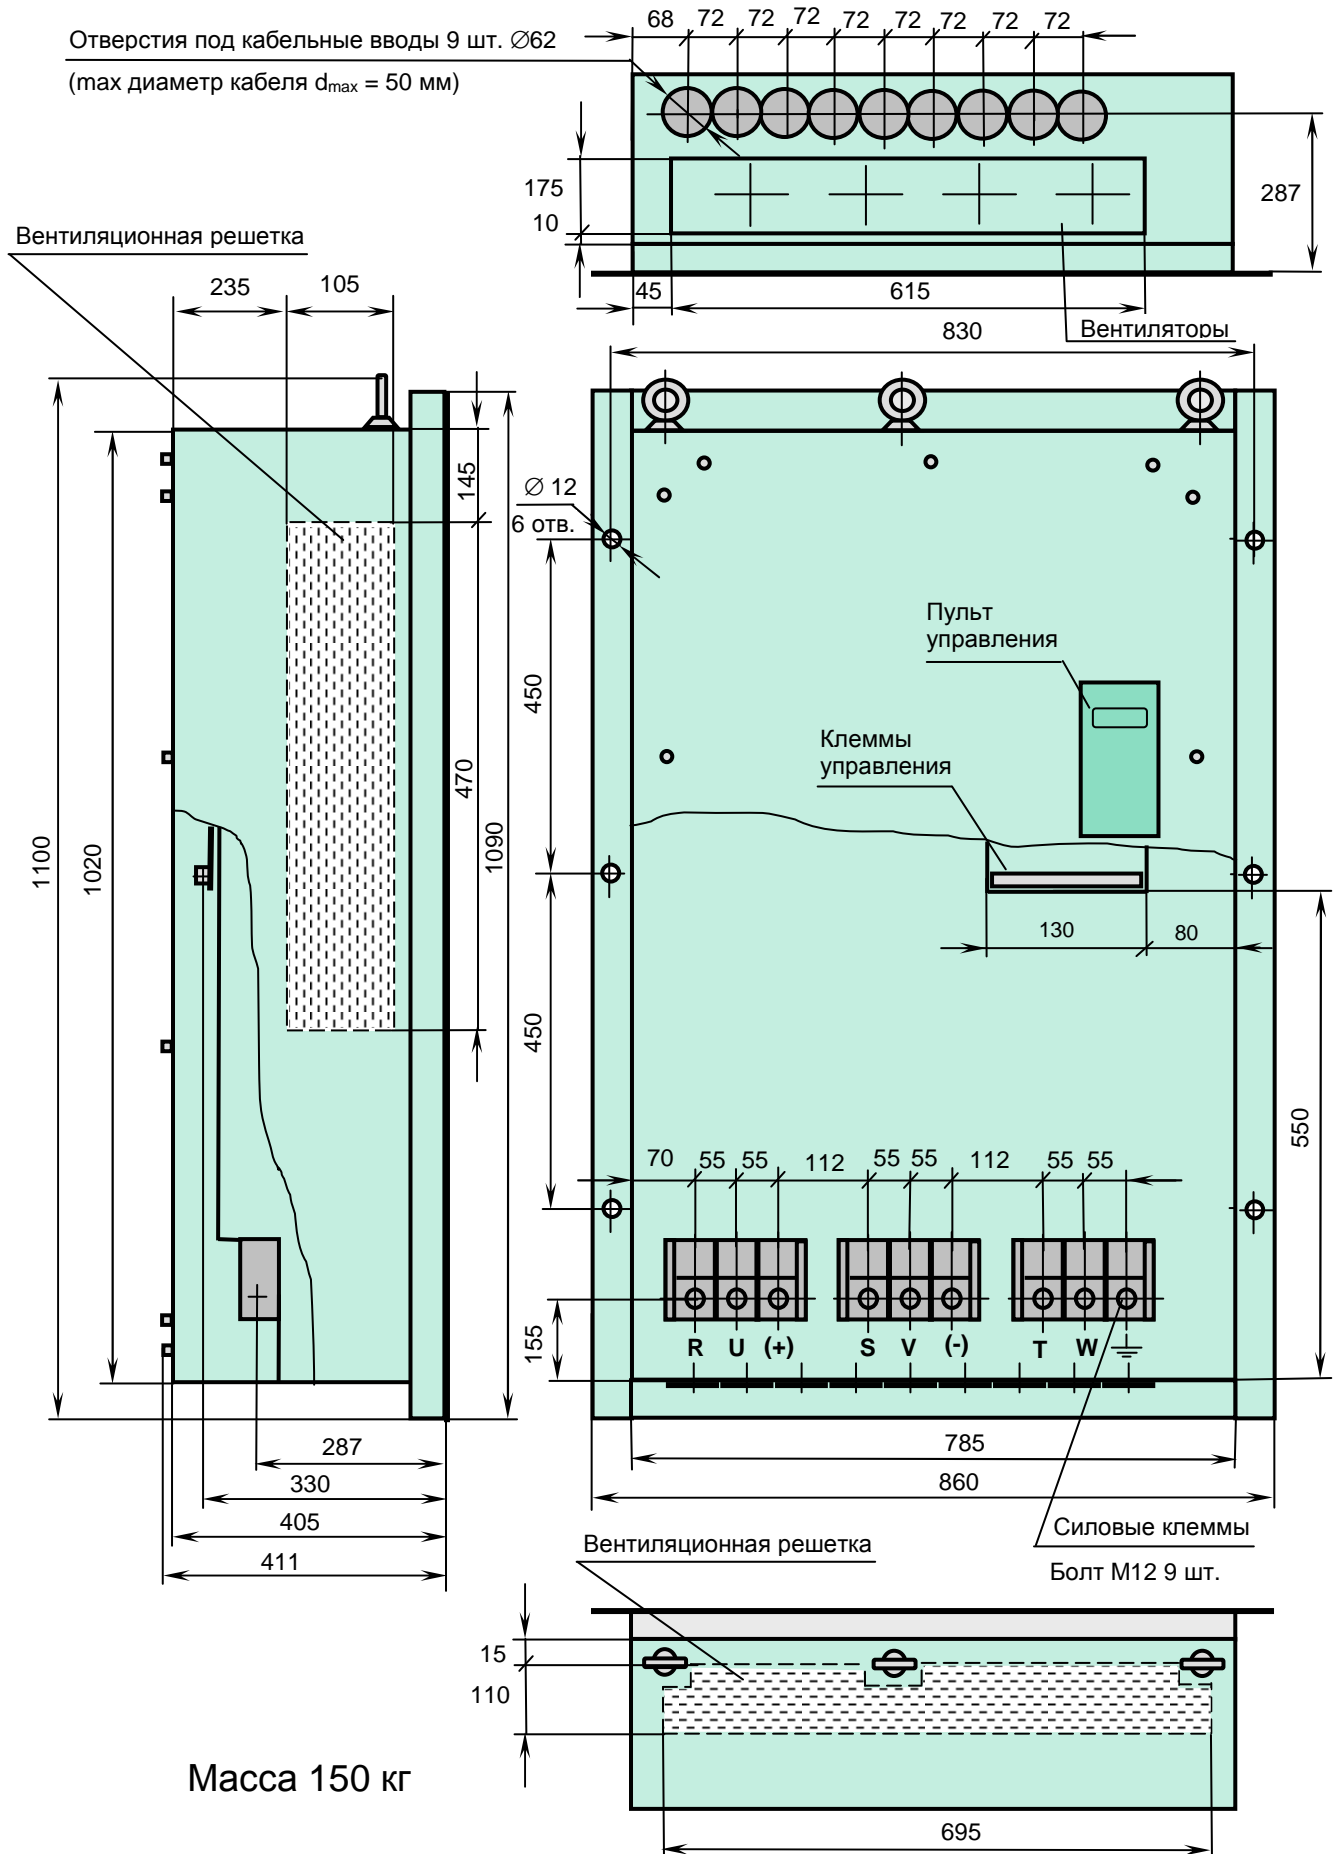 68 72 72 72 72 72 72 72 72
Отверстия под кабельные вводы 9 шт. ∅62
(max диаметр кабеля dmax = 50 мм)
175
10
287
Вентиляционная решетка
235 105
45 615
830
Вентиляторы
145
∅ 12
6 отв.
Пульт
управления
450
Клеммы
управления
470
1100
1020
1090
130 80
450
550
70 55 55 112 55 55 112 55 55
155
R U (+) S V (-) T W
287
330
405
411
785
860
Силовые клеммы
Болт М12 9 шт.
Вентиляционная решетка
15
110
Масса 150 кг
695